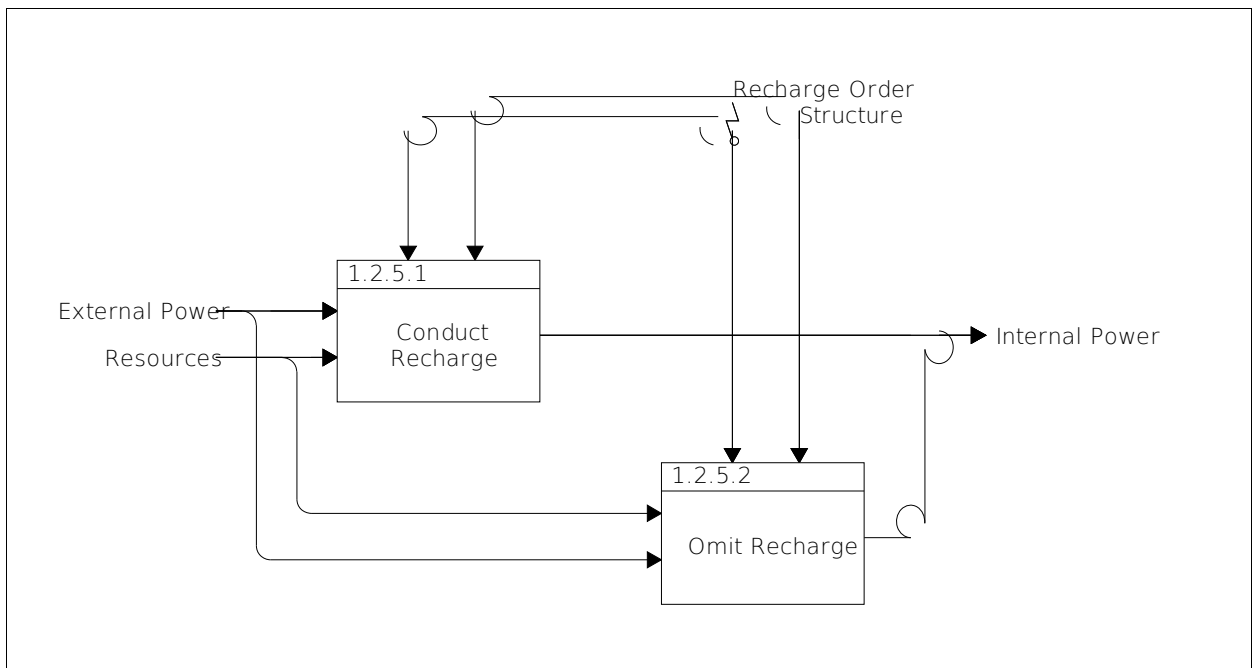 Recharge Order
Structure
1.2.5.1
External Power
Conduct
Recharge
Resources
Internal Power
1.2.5.2
Omit Recharge